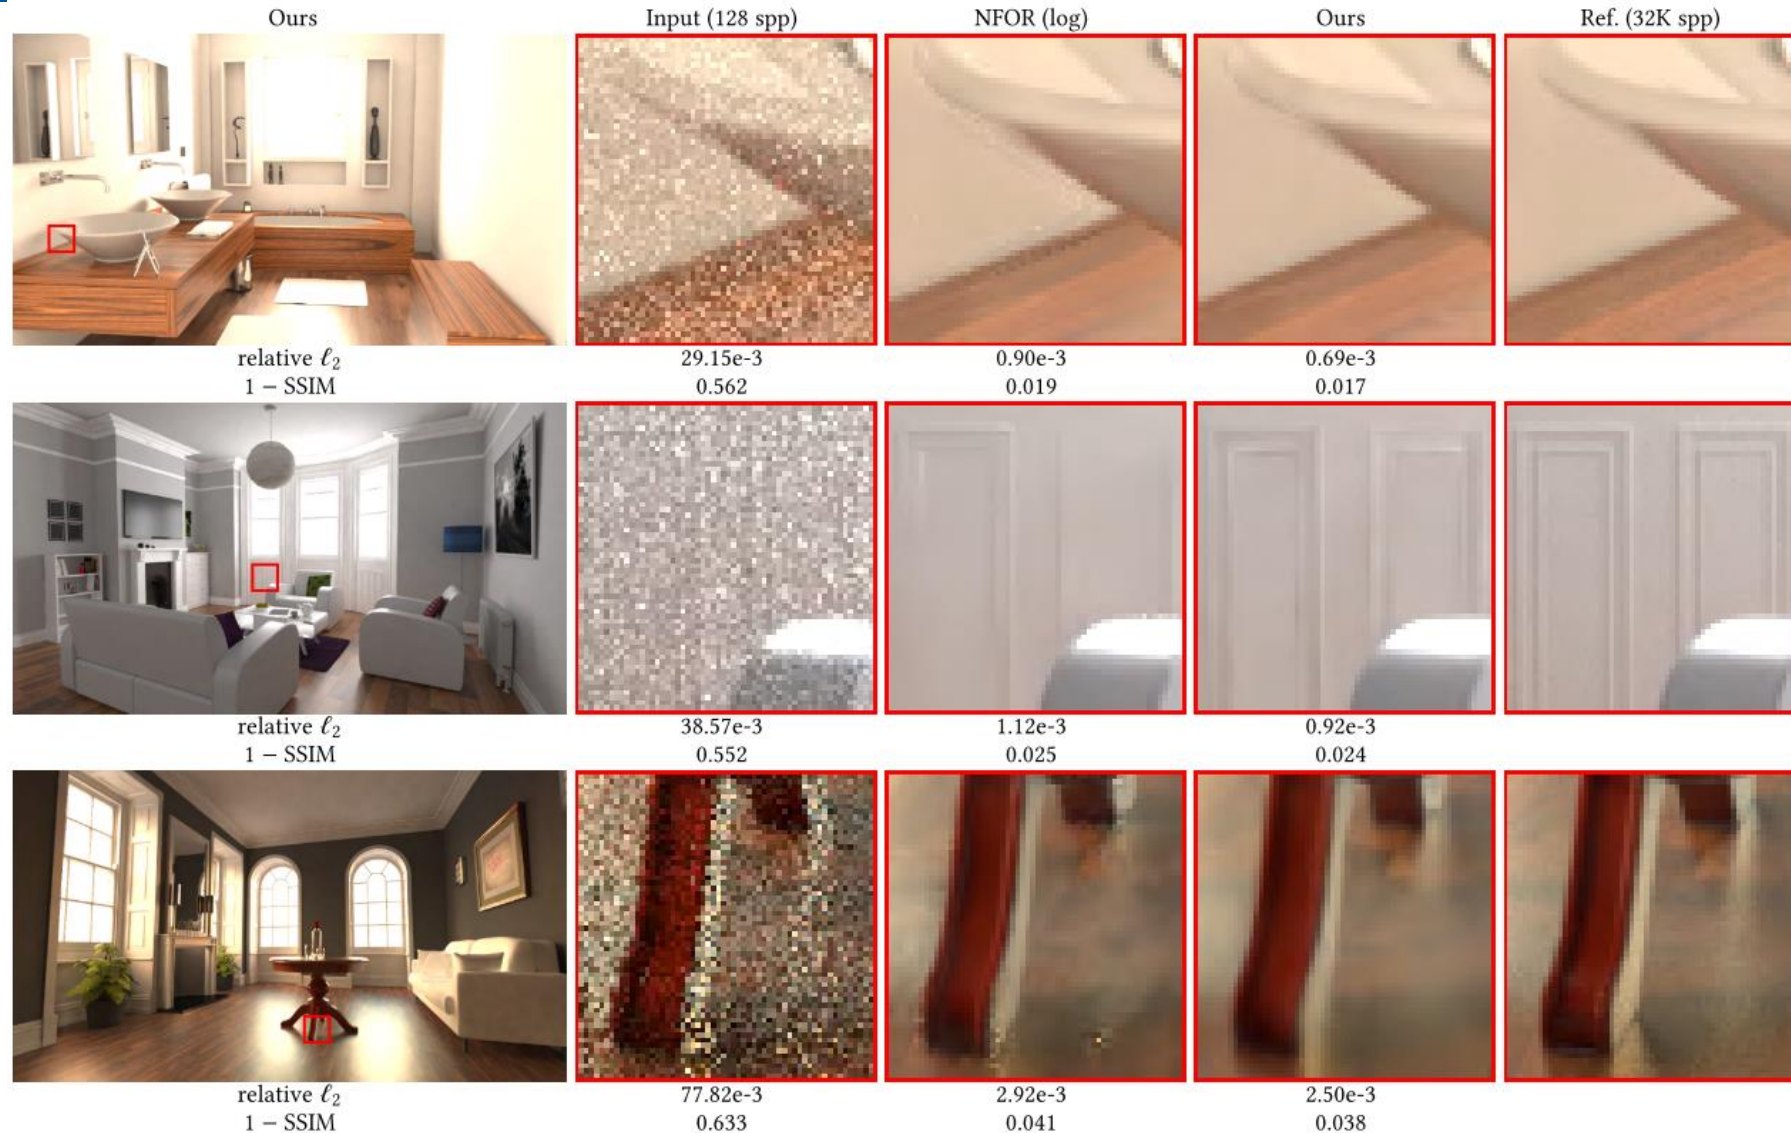 Ours Input (128 spp) NFOR (log) Ours Ref. (32K spp)
relative ℓ₂ 29.15e-3 0.90e-3 0.69e-3
1 − SSIM 0.562 0.019 0.017
relative ℓ₂ 38.57e-3 1.12e-3 0.92e-3
1 − SSIM 0.552 0.025 0.024
relative ℓ₂ 77.82e-3 2.92e-3 2.50e-3
1 − SSIM 0.633 0.041 0.038